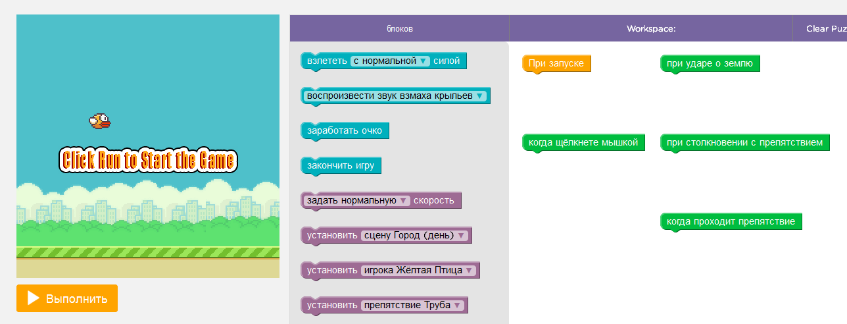 блоков
Workspace:
Clear Puz
Click Run to Start the Game
Выполнить
взлететь с нормальной силой
воспроизвести звук взмаха крыльев
заработать очко
закончить игру
задать нормальную скорость
установить сцену Город (день)
установить игрока Жёлтая Птица
установить препятствие Труба
При запуске
при ударе о землю
когда щёлкнете мышкой
при столкновении с препятствием
когда проходит препятствие